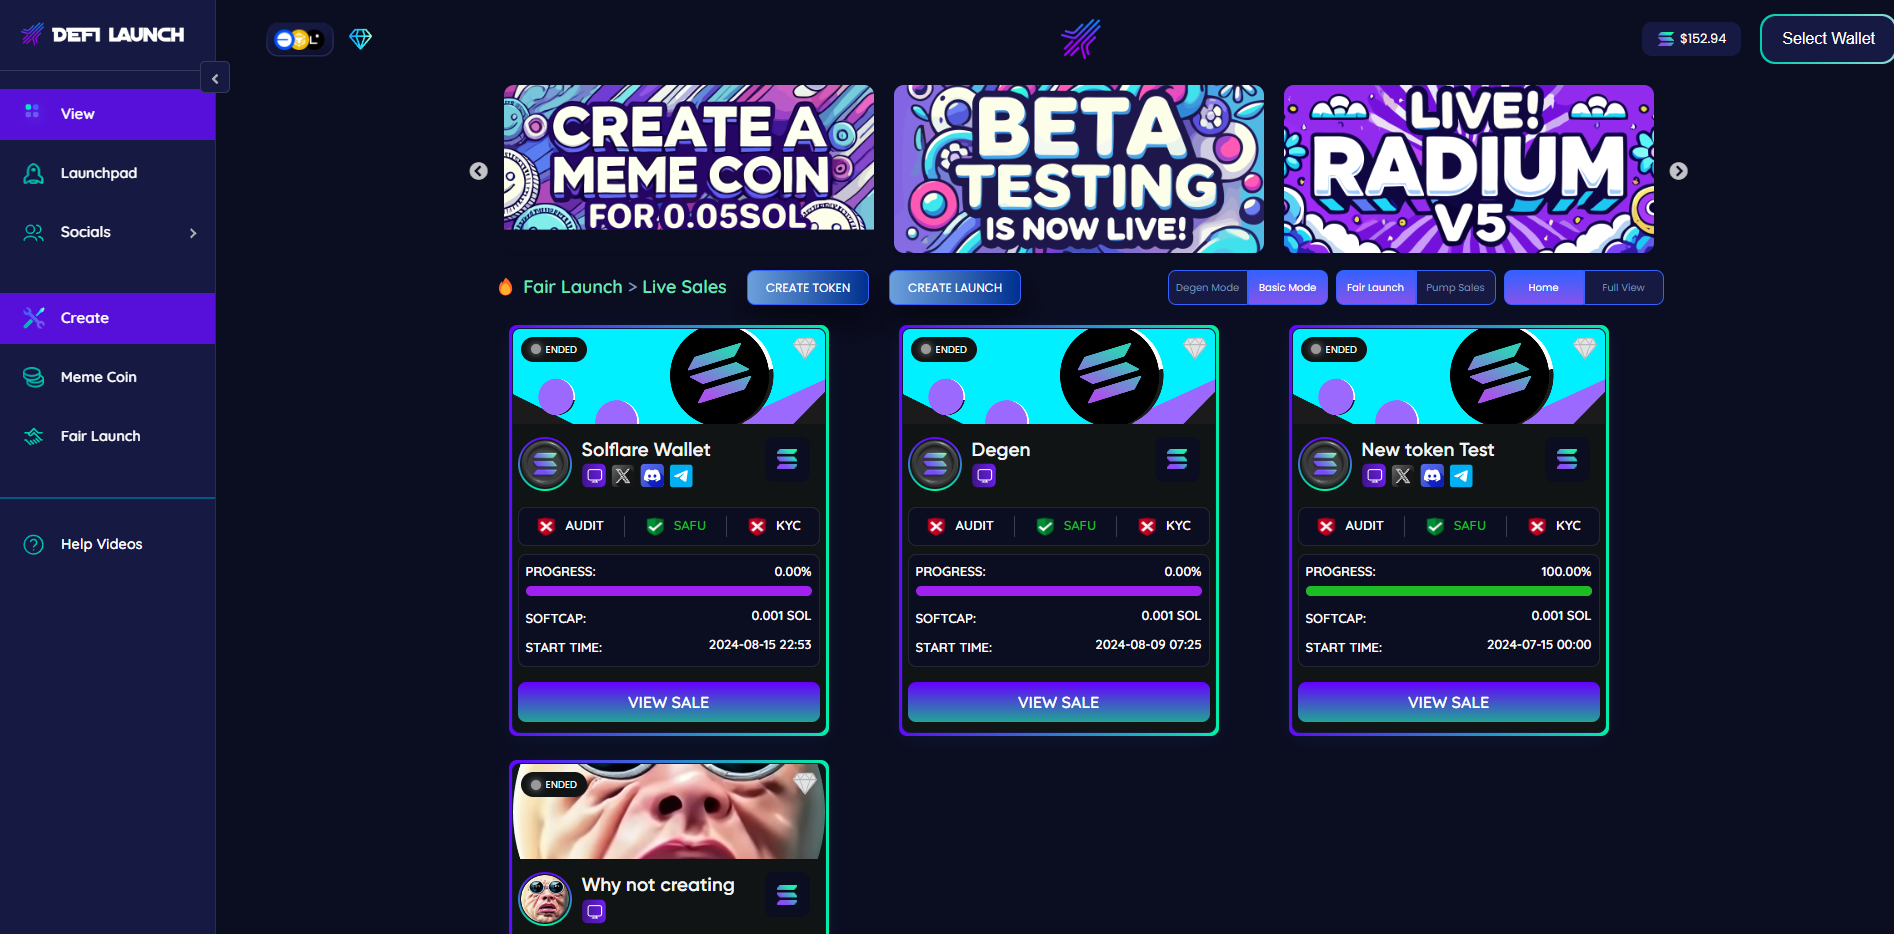 DEFI LAUNCH
$152.94
Select Wallet
View
Launchpad
Socials
Create
Meme Coin
Fair Launch
Help Videos
CREATE A
MEME COIN
FOR 0.05SOL
BETA
TESTING
IS NOW LIVE!
LIVE!
RADIUM
V5
Fair Launch > Live Sales
CREATE TOKEN
CREATE LAUNCH
Degen Mode
Basic Mode
Fair Launch
Pump Sales
Home
Full View
ENDED
Solflare Wallet
AUDIT
SAFU
KYC
PROGRESS: 0.00%
SOFTCAP: 0.001 SOL
START TIME: 2024-08-15 22:53
VIEW SALE
ENDED
Degen
AUDIT
SAFU
KYC
PROGRESS: 0.00%
SOFTCAP: 0.001 SOL
START TIME: 2024-08-09 07:25
VIEW SALE
ENDED
New token Test
AUDIT
SAFU
KYC
PROGRESS: 100.00%
SOFTCAP: 0.001 SOL
START TIME: 2024-07-15 00:00
VIEW SALE
ENDED
Why not creating